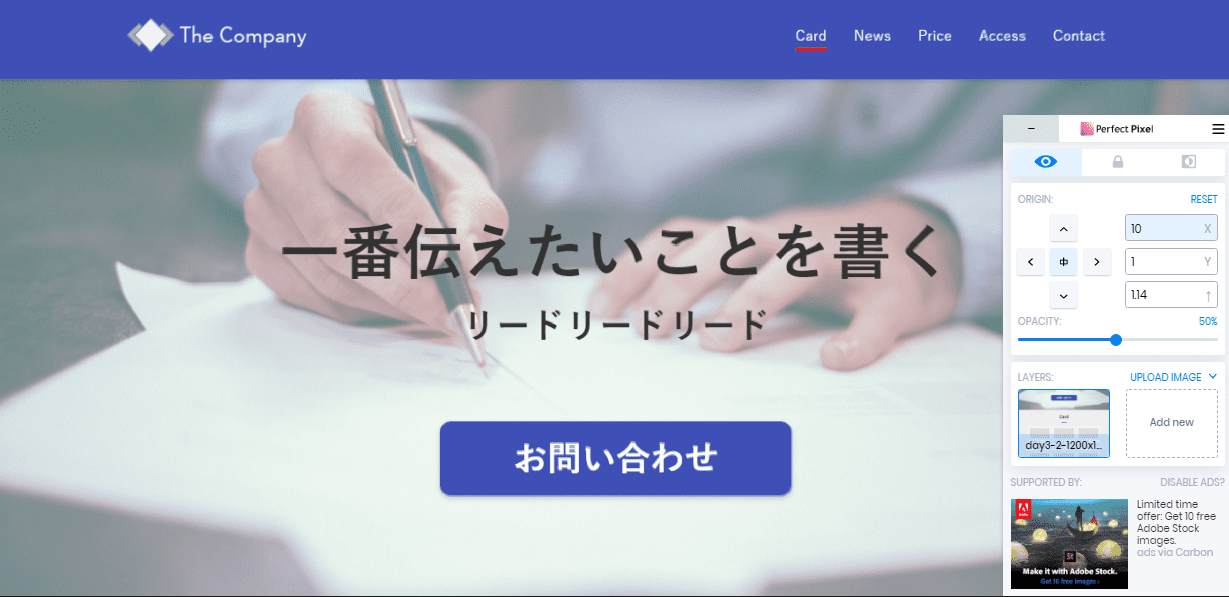 The Company
Card News Price Access Contact
一番伝えたいことを書く
リードリードリード
お問い合わせ
Perfect Pixel
ORIGIN: RESET
10 X
1 Y
1.14
OPACITY: 50%
LAYERS: UPLOAD IMAGE
Card
day3-2-1200x1...
Add new
SUPPORTED BY: DISABLE ADS?
Limited time
offer: Get 10 free
Adobe Stock
images.
ads via Carbon
Adobe
St
Make it with Adobe Stock.
Get 10 free images ›